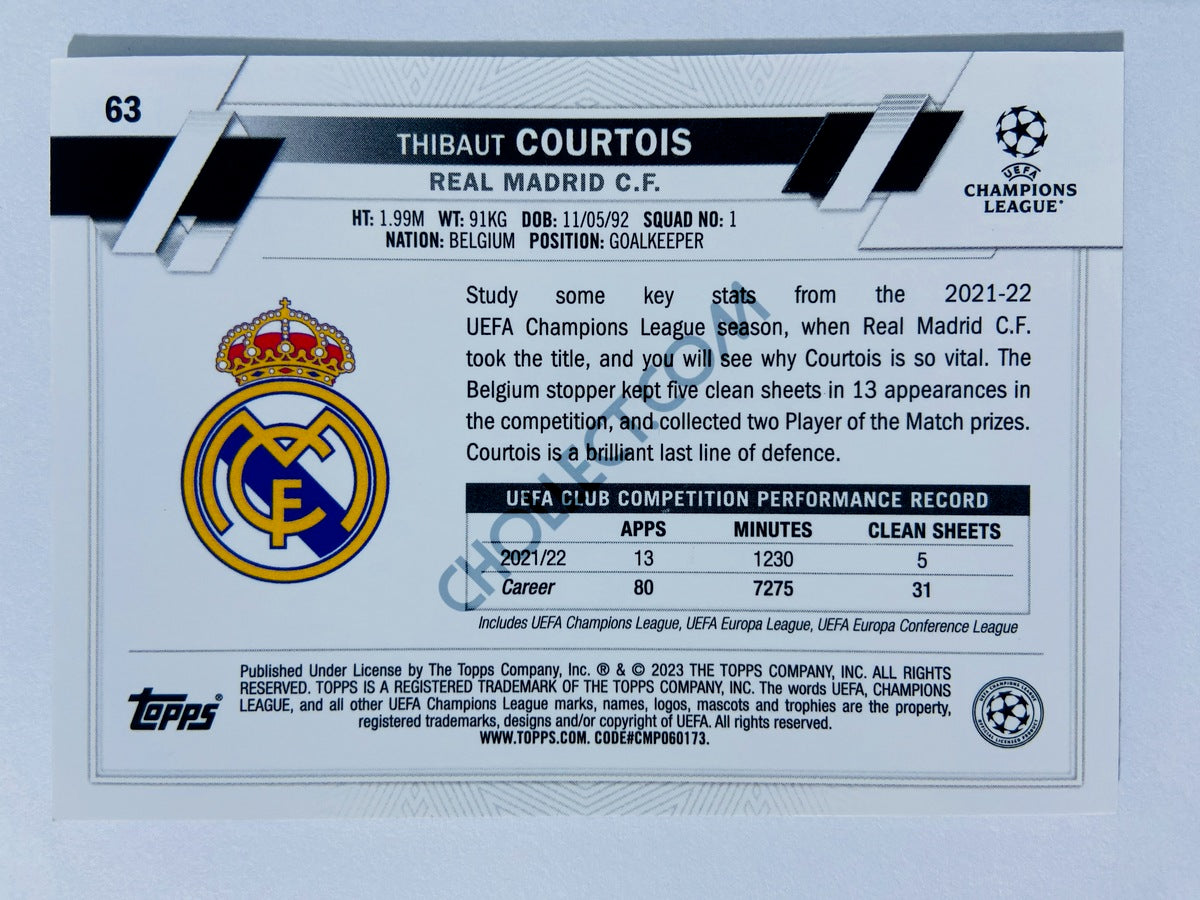 63
THIBAUT COURTOIS
REAL MADRID C.F.
UEFA
CHAMPIONS
LEAGUE
HT: 1.99M WT: 91KG DOB: 11/05/92 SQUAD NO: 1
NATION: BELGIUM POSITION: GOALKEEPER
Study some key stats from the 2021-22
UEFA Champions League season, when Real Madrid C.F.
took the title, and you will see why Courtois is so vital. The
Belgium stopper kept five clean sheets in 13 appearances in
the competition, and collected two Player of the Match prizes.
Courtois is a brilliant last line of defence.
CHOLLECT.COM
UEFA CLUB COMPETITION PERFORMANCE RECORD
APPS MINUTES CLEAN SHEETS
2021/22 13 1230 5
Career 80 7275 31
Includes UEFA Champions League, UEFA Europa League, UEFA Europa Conference League
Published Under License by The Topps Company, Inc. ® & © 2023 THE TOPPS COMPANY, INC. ALL RIGHTS
RESERVED. TOPPS IS A REGISTERED TRADEMARK OF THE TOPPS COMPANY, INC. The words UEFA, CHAMPIONS
LEAGUE, and all other UEFA Champions League marks, names, logos, mascots and trophies are the property,
registered trademarks, designs and/or copyright of UEFA. All rights reserved.
WWW.TOPPS.COM. CODE#CMP060173.
Topps®